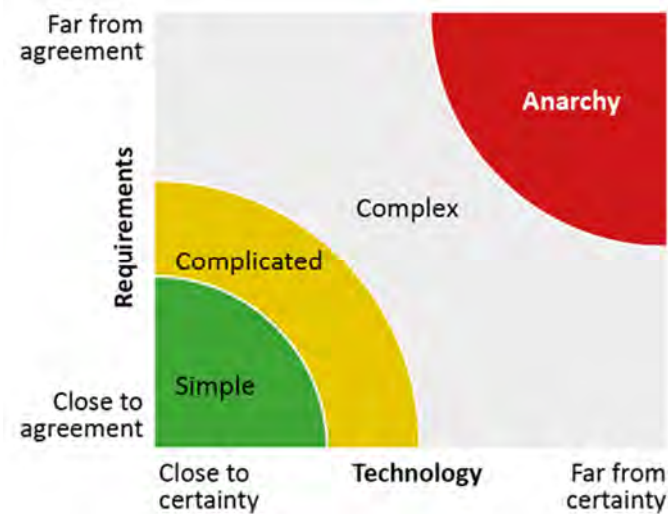 Far from
agreement
Anarchy
Complex
Requirements
Complicated
Simple
Close to
agreement
Close to
certainty
Technology
Far from
certainty